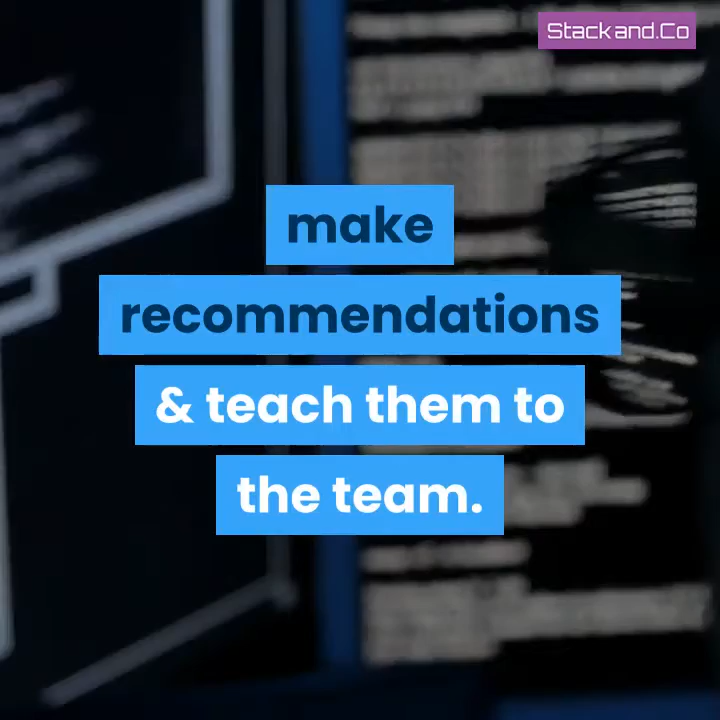 Stackand.Co
make
recommendations
& teach them to
the team.